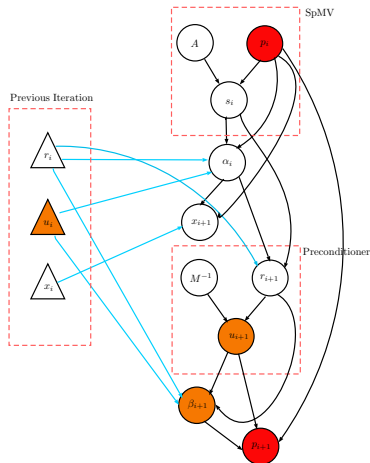 SpMV
A
p_i
s_i
Previous Iteration
r_i
α_i
u_i
x_{i+1}
Preconditioner
x_i
M^{-1}
r_{i+1}
u_{i+1}
β_{i+1}
p_{i+1}